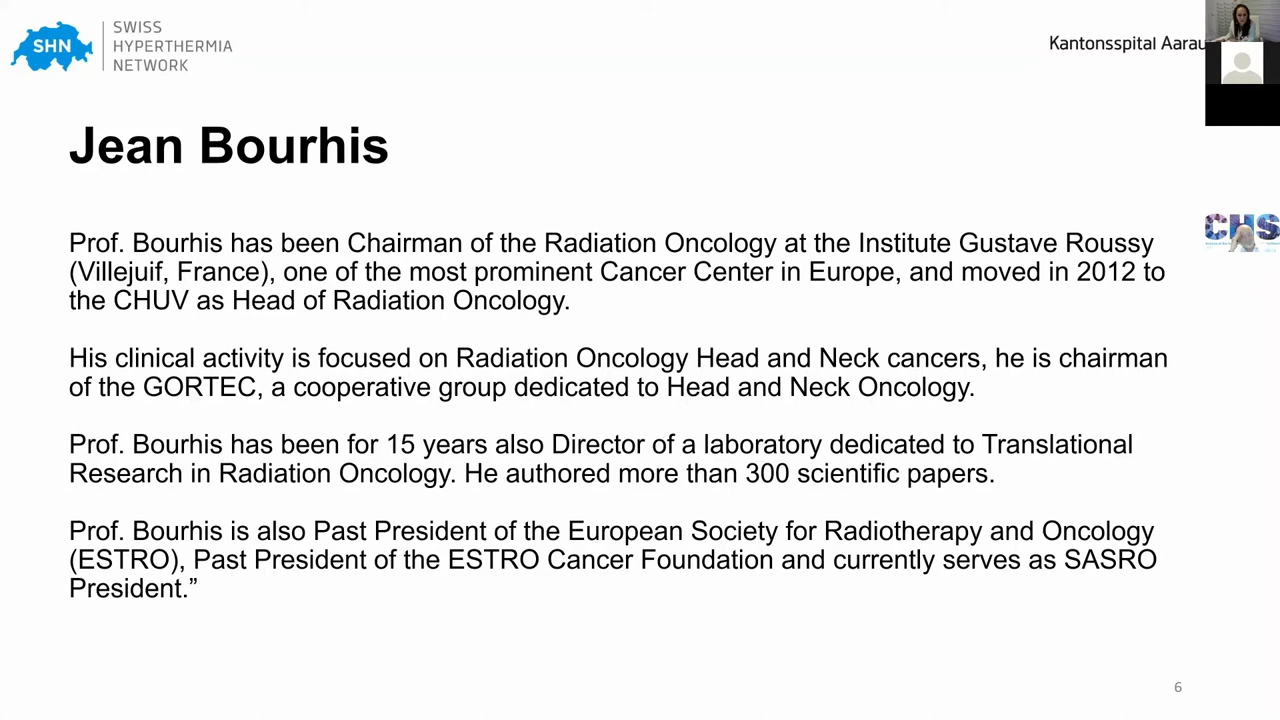 SHN
SWISS
HYPERTHERMIA
NETWORK
Kantonsspital Aarau
Jean Bourhis
Prof. Bourhis has been Chairman of the Radiation Oncology at the Institute Gustave Roussy
(Villejuif, France), one of the most prominent Cancer Center in Europe, and moved in 2012 to
the CHUV as Head of Radiation Oncology.
His clinical activity is focused on Radiation Oncology Head and Neck cancers, he is chairman
of the GORTEC, a cooperative group dedicated to Head and Neck Oncology.
Prof. Bourhis has been for 15 years also Director of a laboratory dedicated to Translational
Research in Radiation Oncology. He authored more than 300 scientific papers.
Prof. Bourhis is also Past President of the European Society for Radiotherapy and Oncology
(ESTRO), Past President of the ESTRO Cancer Foundation and currently serves as SASRO
President.”
CHS
6